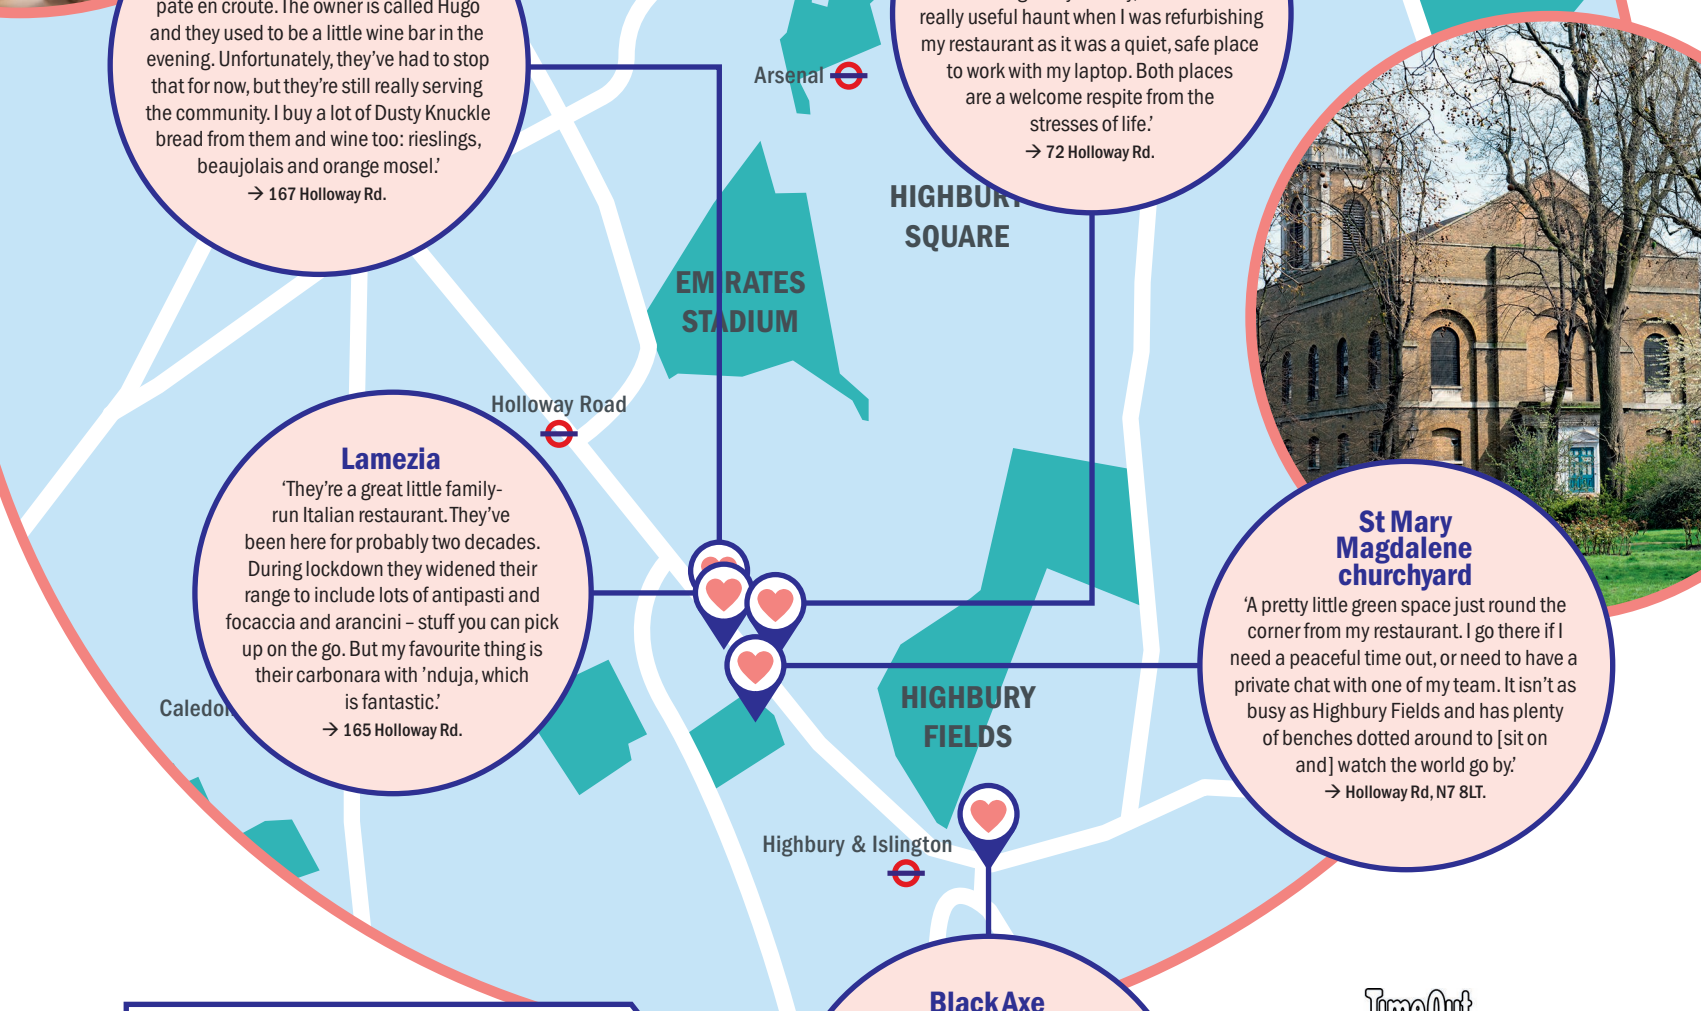 pâté en croûte. The owner is called Hugo
and they used to be a little wine bar in the
evening. Unfortunately, they’ve had to stop
that for now, but they’re still really serving
the community. I buy a lot of Dusty Knuckle
bread from them and wine too: rieslings,
beaujolais and orange mosel.’
→ 167 Holloway Rd.
really useful haunt when I was refurbishing
my restaurant as it was a quiet, safe place
to work with my laptop. Both places
are a welcome respite from the
stresses of life.’
→ 72 Holloway Rd.
Arsenal
HIGHBURY
SQUARE
EMIRATES
STADIUM
Holloway Road
Lamezia
‘They’re a great little family-
run Italian restaurant. They’ve
been here for probably two decades.
During lockdown they widened their
range to include lots of antipasti and
focaccia and arancini – stuff you can pick
up on the go. But my favourite thing is
their carbonara with ’nduja, which
is fantastic.’
→ 165 Holloway Rd.
St Mary
Magdalene
churchyard
‘A pretty little green space just round the
corner from my restaurant. I go there if I
need a peaceful time out, or need to have a
private chat with one of my team. It isn’t as
busy as Highbury Fields and has plenty
of benches dotted around to [sit on
and] watch the world go by.’
→ Holloway Rd, N7 8LT.
Caledon
HIGHBURY
FIELDS
Highbury & Islington
Black Axe
Time Out